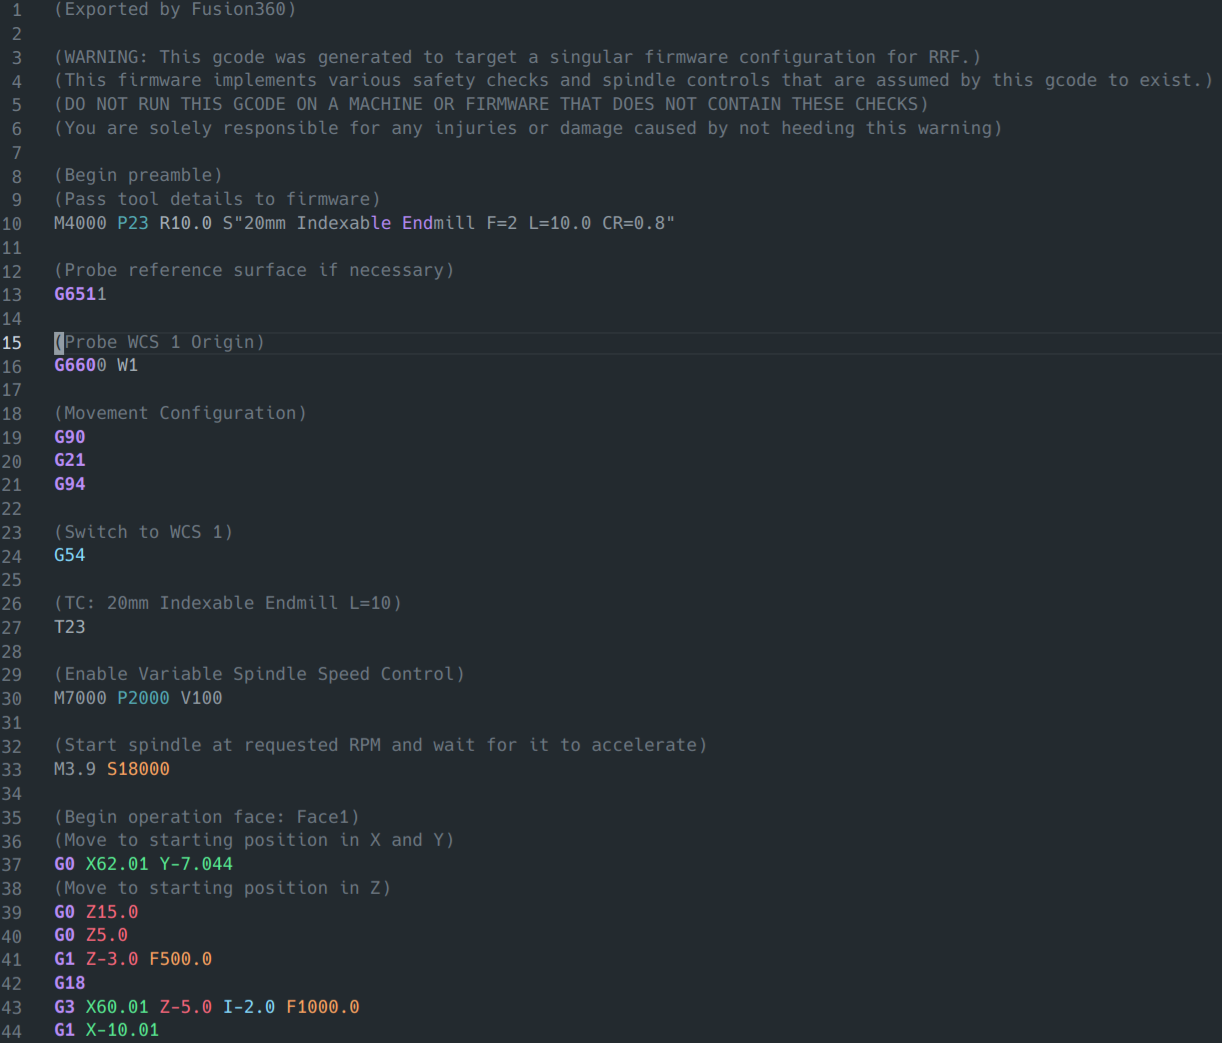 1 (Exported by Fusion360)
2
3 (WARNING: This gcode was generated to target a singular firmware configuration for RRF.)
4 (This firmware implements various safety checks and spindle controls that are assumed by this gcode to exist.)
5 (DO NOT RUN THIS GCODE ON A MACHINE OR FIRMWARE THAT DOES NOT CONTAIN THESE CHECKS)
6 (You are solely responsible for any injuries or damage caused by not heeding this warning)
7
8 (Begin preamble)
9 (Pass tool details to firmware)
10 M4000 P23 R10.0 S"20mm Indexable Endmill F=2 L=10.0 CR=0.8"
11
12 (Probe reference surface if necessary)
13 G6511
14
15 (Probe WCS 1 Origin)
16 G6600 W1
17
18 (Movement Configuration)
19 G90
20 G21
21 G94
22
23 (Switch to WCS 1)
24 G54
25
26 (TC: 20mm Indexable Endmill L=10)
27 T23
28
29 (Enable Variable Spindle Speed Control)
30 M7000 P2000 V100
31
32 (Start spindle at requested RPM and wait for it to accelerate)
33 M3.9 S18000
34
35 (Begin operation face: Face1)
36 (Move to starting position in X and Y)
37 G0 X62.01 Y-7.044
38 (Move to starting position in Z)
39 G0 Z15.0
40 G0 Z5.0
41 G1 Z-3.0 F500.0
42 G18
43 G3 X60.01 Z-5.0 I-2.0 F1000.0
44 G1 X-10.01